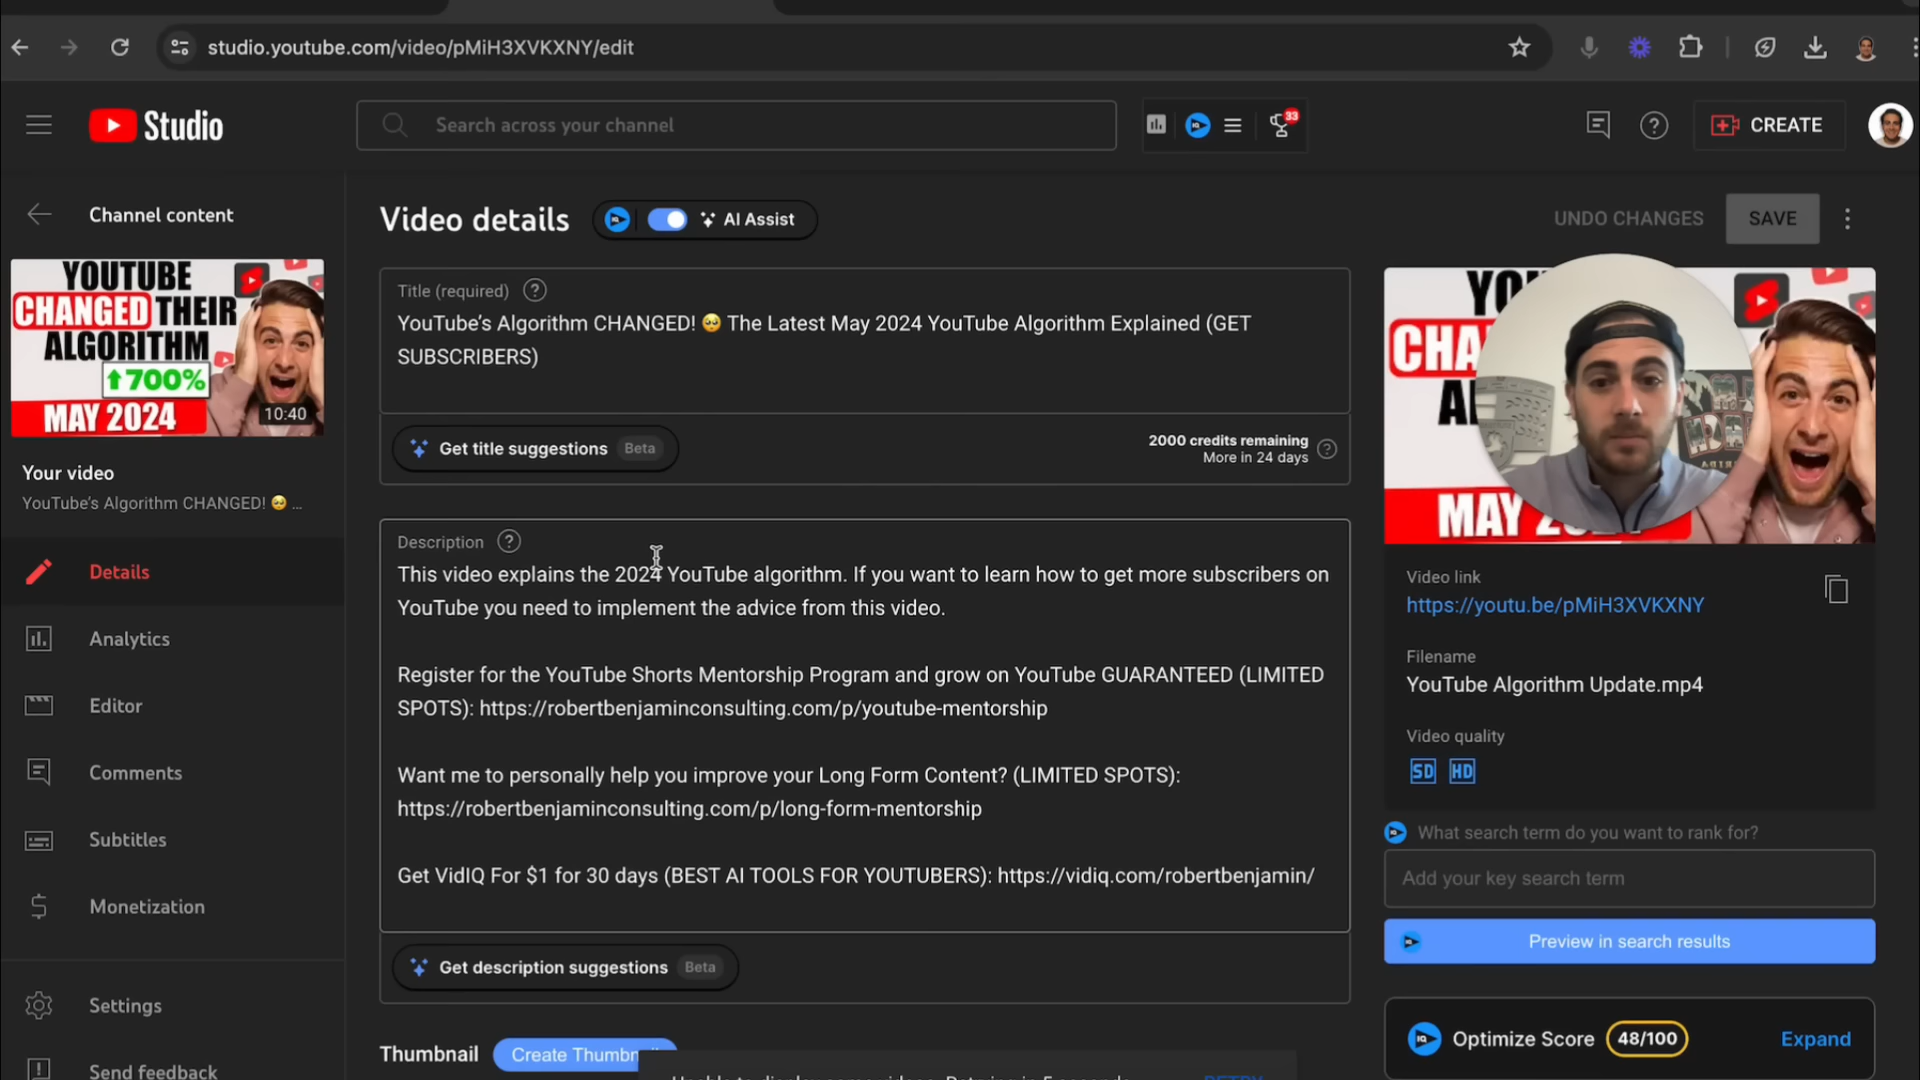 studio.youtube.com/video/pMiH3XVKXNY/edit
Studio
Search across your channel
33
CREATE
Channel content
Video details
AI Assist
UNDO CHANGES
SAVE
YOUTUBE
CHANGED THEIR
ALGORITHM
700%
MAY 2024
10:40
Your video
YouTube's Algorithm CHANGED! 🥺 ...
Details
Analytics
Editor
Comments
Subtitles
Monetization
Settings
Send feedback
Title (required)
YouTube's Algorithm CHANGED! 🥺 The Latest May 2024 YouTube Algorithm Explained (GET
SUBSCRIBERS)
Get title suggestions Beta
2000 credits remaining
More in 24 days
Description
This video explains the 2024 YouTube algorithm. If you want to learn how to get more subscribers on
YouTube you need to implement the advice from this video.
Register for the YouTube Shorts Mentorship Program and grow on YouTube GUARANTEED (LIMITED
SPOTS): https://robertbenjaminconsulting.com/p/youtube-mentorship
Want me to personally help you improve your Long Form Content? (LIMITED SPOTS):
https://robertbenjaminconsulting.com/p/long-form-mentorship
Get VidIQ For $1 for 30 days (BEST AI TOOLS FOR YOUTUBERS): https://vidiq.com/robertbenjamin/
Get description suggestions Beta
Thumbnail
Create
YO
CHA
A
MAY
Video link
https://youtu.be/pMiH3XVKXNY
Filename
YouTube Algorithm Update.mp4
Video quality
SD HD
What search term do you want to rank for?
Add your key search term
Preview in search results
Optimize Score 48/100 Expand